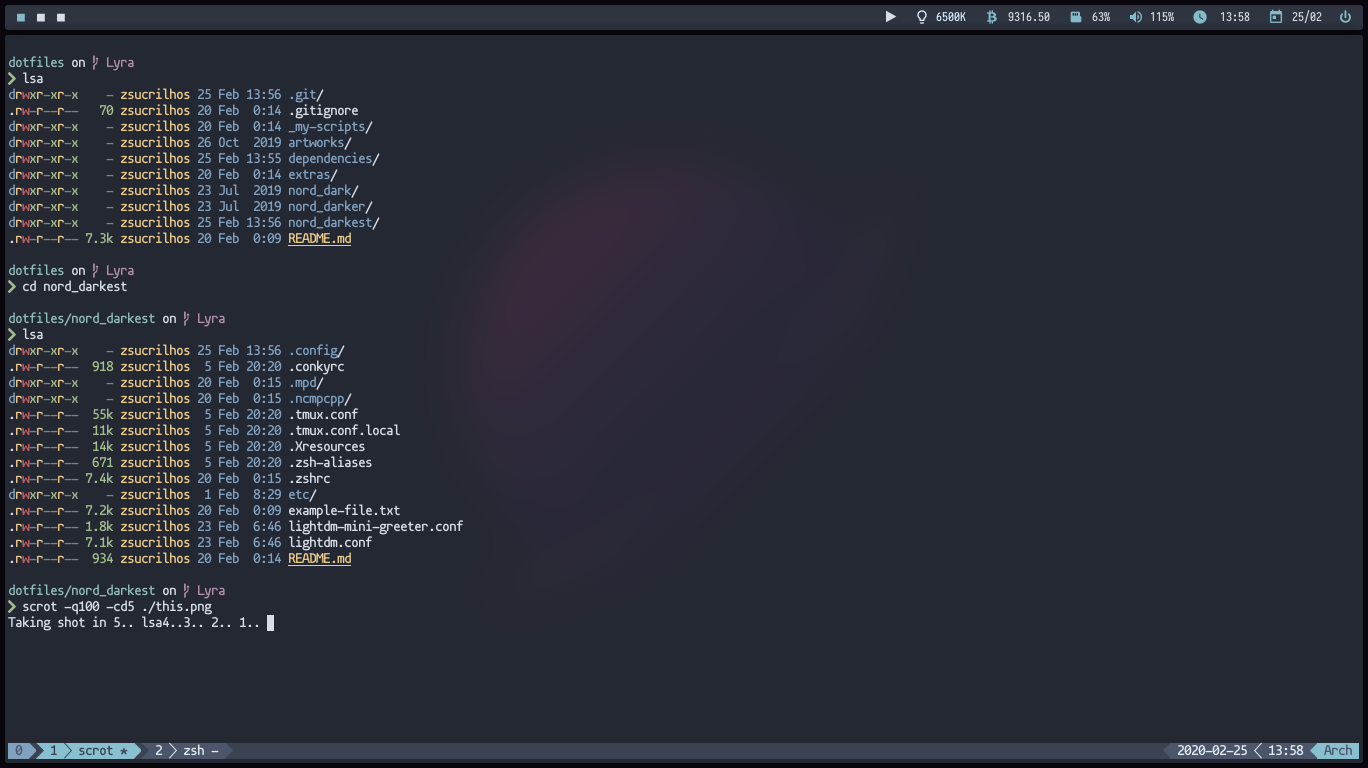 6500K 9316.50 63% 115% 13:58 25/02
dotfiles on Lyra
❯ lsa
drwxr-xr-x - zsucrilhos 25 Feb 13:56 .git/
.rw-r--r-- 70 zsucrilhos 20 Feb 0:14 .gitignore
drwxr-xr-x - zsucrilhos 20 Feb 0:14 _my-scripts/
drwxr-xr-x - zsucrilhos 26 Oct 2019 artworks/
drwxr-xr-x - zsucrilhos 25 Feb 13:55 dependencies/
drwxr-xr-x - zsucrilhos 20 Feb 0:14 extras/
drwxr-xr-x - zsucrilhos 23 Jul 2019 nord_dark/
drwxr-xr-x - zsucrilhos 23 Jul 2019 nord_darker/
drwxr-xr-x - zsucrilhos 25 Feb 13:56 nord_darkest/
.rw-r--r-- 7.3k zsucrilhos 20 Feb 0:09 README.md
dotfiles on Lyra
❯ cd nord_darkest
dotfiles/nord_darkest on Lyra
❯ lsa
drwxr-xr-x - zsucrilhos 25 Feb 13:56 .config/
.rw-r--r-- 918 zsucrilhos 5 Feb 20:20 .conkyrc
drwxr-xr-x - zsucrilhos 20 Feb 0:15 .mpd/
drwxr-xr-x - zsucrilhos 20 Feb 0:15 .ncmpcpp/
.rw-r--r-- 55k zsucrilhos 5 Feb 20:20 .tmux.conf
.rw-r--r-- 11k zsucrilhos 5 Feb 20:20 .tmux.conf.local
.rw-r--r-- 14k zsucrilhos 5 Feb 20:20 .Xresources
.rw-r--r-- 671 zsucrilhos 5 Feb 20:20 .zsh-aliases
.rw-r--r-- 7.4k zsucrilhos 20 Feb 0:15 .zshrc
drwxr-xr-x - zsucrilhos 1 Feb 8:29 etc/
.rw-r--r-- 7.2k zsucrilhos 20 Feb 0:09 example-file.txt
.rw-r--r-- 1.8k zsucrilhos 23 Feb 6:46 lightdm-mini-greeter.conf
.rw-r--r-- 7.1k zsucrilhos 23 Feb 6:46 lightdm.conf
.rw-r--r-- 934 zsucrilhos 20 Feb 0:14 README.md
dotfiles/nord_darkest on Lyra
❯ scrot -q100 -cd5 ./this.png
Taking shot in 5.. lsa4..3.. 2.. 1..
0 1 scrot * 2 zsh - 2020-02-25 13:58 Arch